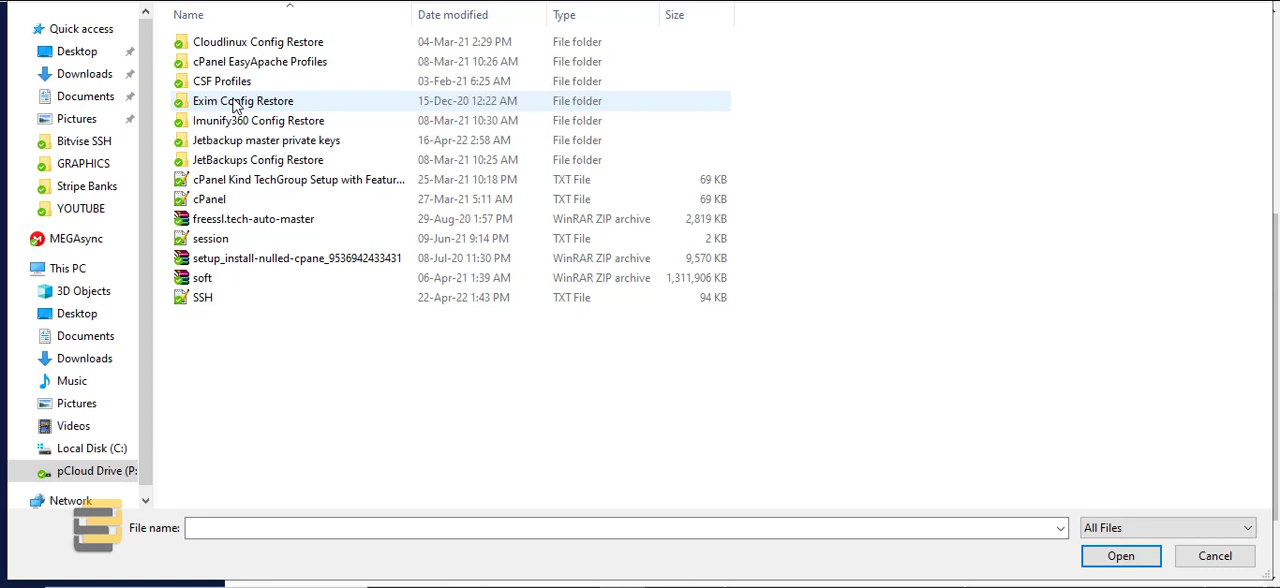 Name Date modified Type Size
Quick access
Desktop
Downloads
Documents
Pictures
Bitvise SSH
GRAPHICS
Stripe Banks
YOUTUBE
MEGAsync
This PC
3D Objects
Desktop
Documents
Downloads
Music
Pictures
Videos
Local Disk (C:)
pCloud Drive (P:
Network
Cloudlinux Config Restore 04-Mar-21 2:29 PM File folder
cPanel EasyApache Profiles 08-Mar-21 10:26 AM File folder
CSF Profiles 03-Feb-21 6:25 AM File folder
Exim Config Restore 15-Dec-20 12:22 AM File folder
Imunify360 Config Restore 08-Mar-21 10:30 AM File folder
Jetbackup master private keys 16-Apr-22 2:58 AM File folder
JetBackups Config Restore 08-Mar-21 10:25 AM File folder
cPanel Kind TechGroup Setup with Featur... 25-Mar-21 10:18 PM TXT File 69 KB
cPanel 27-Mar-21 5:11 AM TXT File 69 KB
freessl.tech-auto-master 29-Aug-20 1:57 PM WinRAR ZIP archive 2,819 KB
session 09-Jun-21 9:14 PM TXT File 2 KB
setup_install-nulled-cpane_9536942433431 08-Jul-20 11:30 PM WinRAR ZIP archive 9,570 KB
soft 06-Apr-21 1:39 AM WinRAR ZIP archive 1,311,906 KB
SSH 22-Apr-22 1:43 PM TXT File 94 KB
File name: All Files
Open Cancel